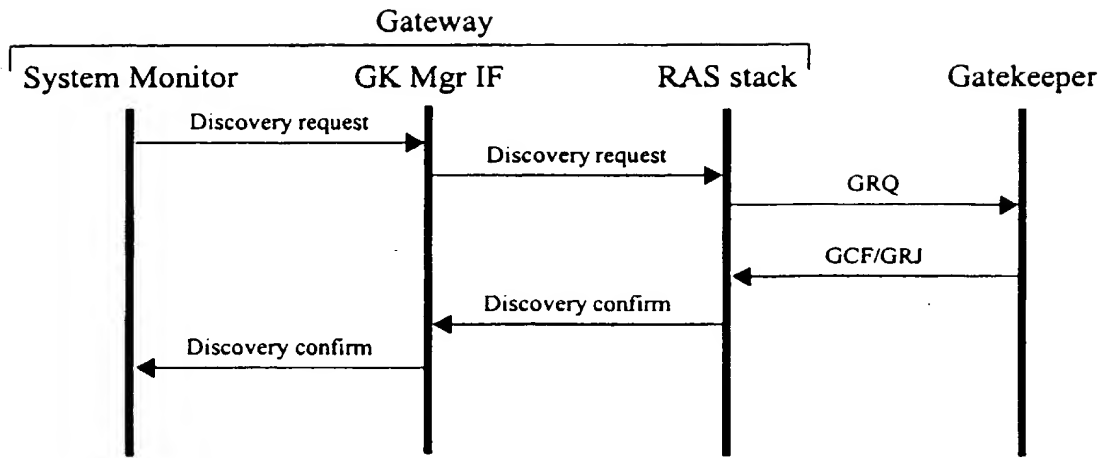 Gateway
System Monitor GK Mgr IF RAS stack Gatekeeper
Discovery request
Discovery request
GRQ
GCF/GRJ
Discovery confirm
Discovery confirm